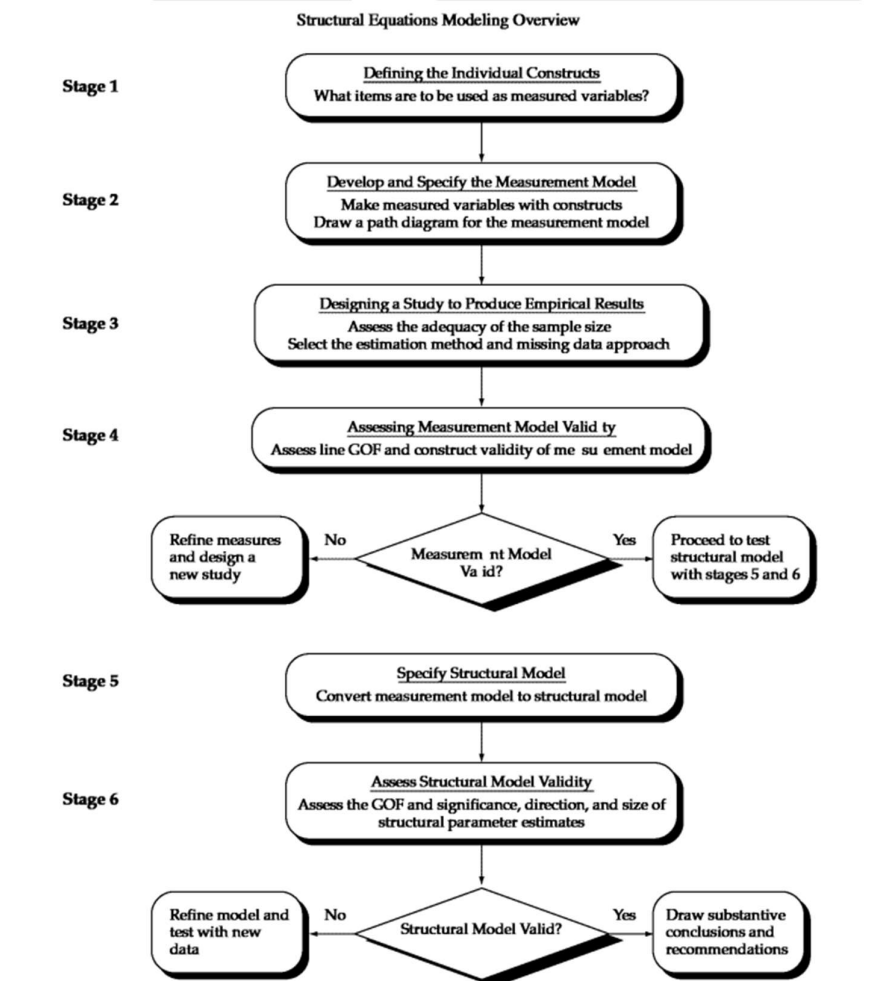 Structural Equations Modeling Overview
Stage 1
Defining the Individual Constructs
What items are to be used as measured variables?
Stage 2
Develop and Specify the Measurement Model
Make measured variables with constructs
Draw a path diagram for the measurement model
Stage 3
Designing a Study to Produce Empirical Results
Assess the adequacy of the sample size
Select the estimation method and missing data approach
Stage 4
Assessing Measurement Model Valid ty
Assess line GOF and construct validity of me su ement model
Refine measures
and design a
new study
No
Measurem nt Model
Va id?
Yes
Proceed to test
structural model
with stages 5 and 6
Stage 5
Specify Structural Model
Convert measurement model to structural model
Stage 6
Assess Structural Model Validity
Assess the GOF and significance, direction, and size of
structural parameter estimates
Refine model and
test with new
data
No
Structural Model Valid?
Yes
Draw substantive
conclusions and
recommendations